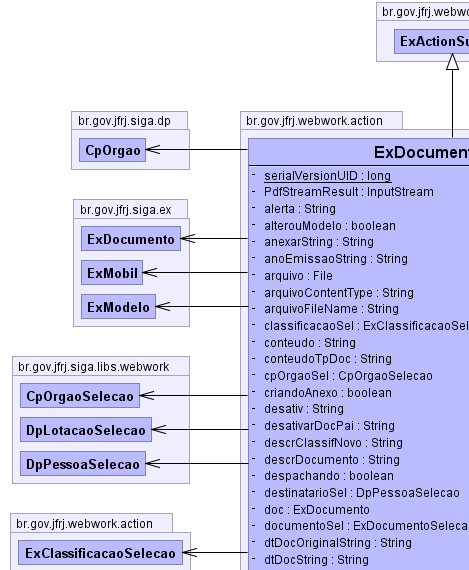 br.gov.jfrj.webwo
ExActionSu
br.gov.jfrj.siga.dp
CpOrgao
br.gov.jfrj.siga.ex
ExDocumento
ExMobil
ExModelo
br.gov.jfrj.siga.libs.webwork
CpOrgaoSelecao
DpLotacaoSelecao
DpPessoaSelecao
br.gov.jfrj.webwork.action
ExClassificacaoSelecao
br.gov.jfrj.webwork.action
ExDocument
- serialVersionUID : long
- PdfStreamResult : InputStream
- alerta : String
- alterouModelo : boolean
- anexarString : String
- anoEmissaoString : String
- arquivo : File
- arquivoContentType : String
- arquivoFileName : String
- classificacaoSel : ExClassificacaoSel
- conteudo : String
- conteudoTpDoc : String
- cpOrgaoSel : CpOrgaoSelecao
- criandoAnexo : boolean
- desativ : String
- desativarDocPai : String
- descrClassifNovo : String
- descrDocumento : String
- despachando : boolean
- destinatarioSel : DpPessoaSelecao
- doc : ExDocumento
- documentoSel : ExDocumentoSeleca
- dtDocOriginalString : String
- dtDocString : String